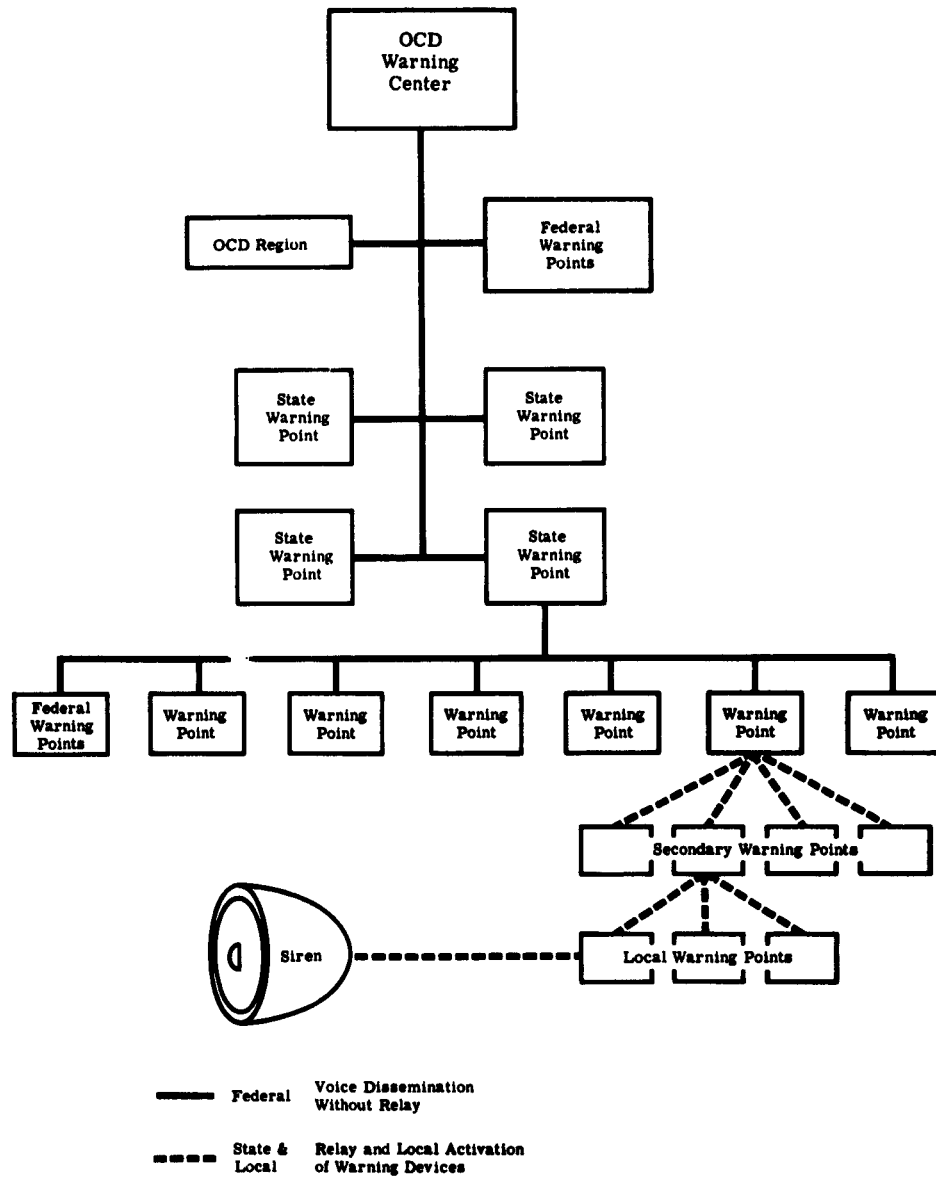 OCD
Warning
Center
OCD Region
Federal
Warning
Points
State
Warning
Point
State
Warning
Point
State
Warning
Point
State
Warning
Point
Federal
Warning
Points
Warning
Point
Warning
Point
Warning
Point
Warning
Point
Warning
Point
Warning
Point
Secondary Warning Points
Siren
Local Warning Points
Federal Voice Dissemination
Without Relay
State & Relay and Local Activation
Local of Warning Devices